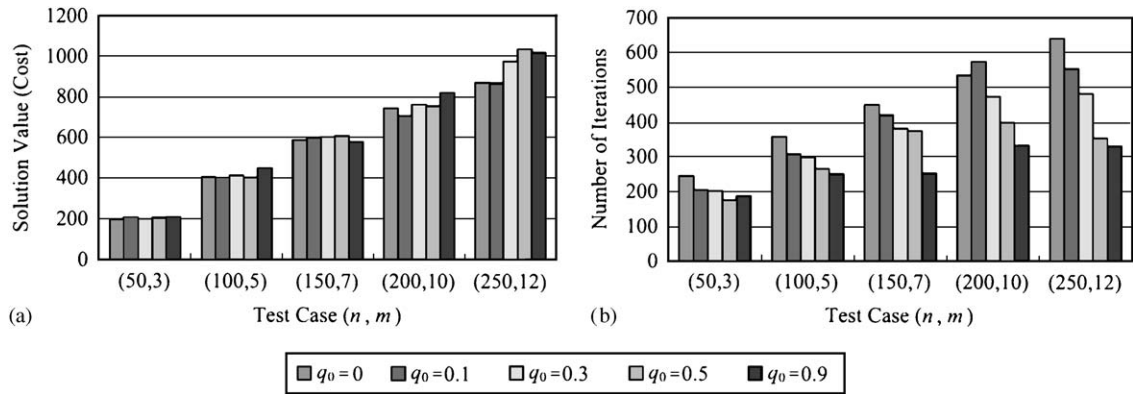 1200
1000
800
600
400
200
0
Solution Value (Cost)
(50,3) (100,5) (150,7) (200,10) (250,12)
(a) Test Case (n, m)
700
600
500
400
300
200
100
0
Number of Iterations
(50,3) (100,5) (150,7) (200,10) (250,12)
(b) Test Case (n, m)
q₀=0 q₀=0.1 q₀=0.3 q₀=0.5 q₀=0.9